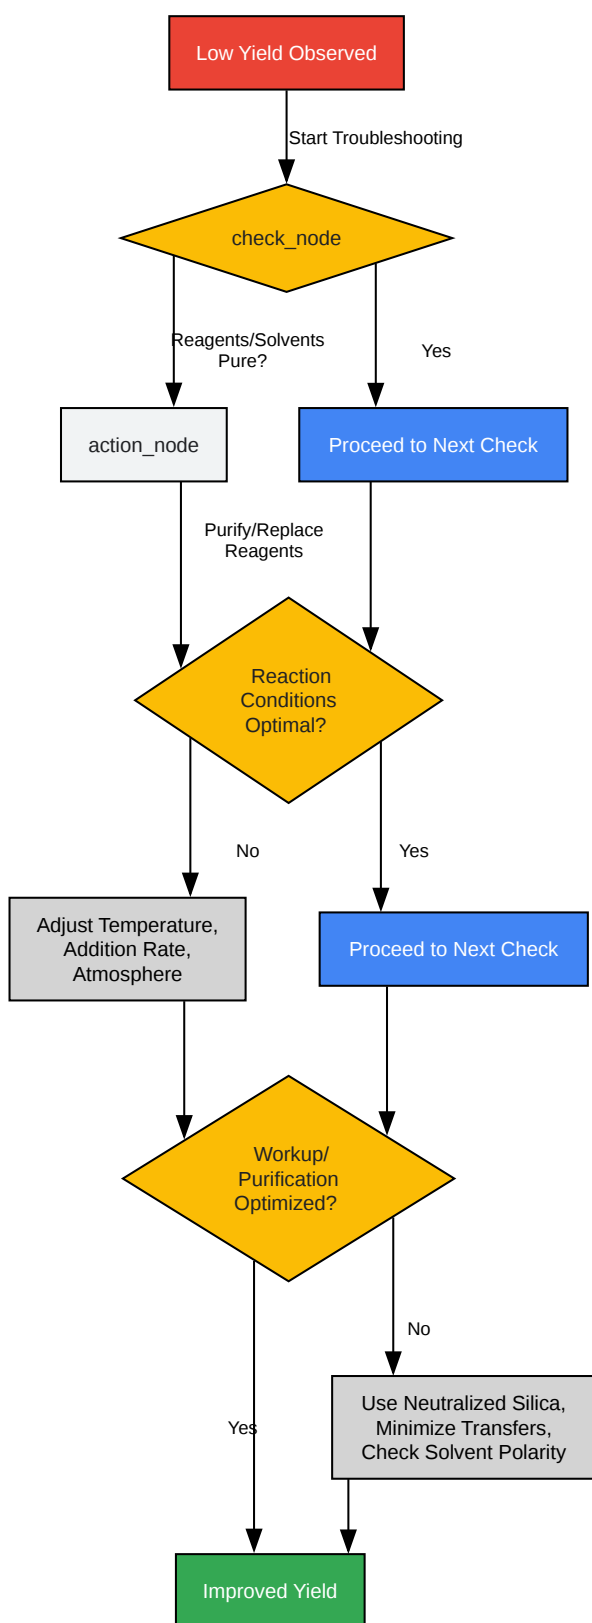 Low Yield Observed
Start Troubleshooting
check_node
Reagents/Solvents
Pure?
Yes
action_node
Proceed to Next Check
Purify/Replace
Reagents
Reaction
Conditions
Optimal?
No
Yes
Adjust Temperature,
Addition Rate,
Atmosphere
Proceed to Next Check
Workup/
Purification
Optimized?
No
Use Neutralized Silica,
Minimize Transfers,
Check Solvent Polarity
Yes
Improved Yield